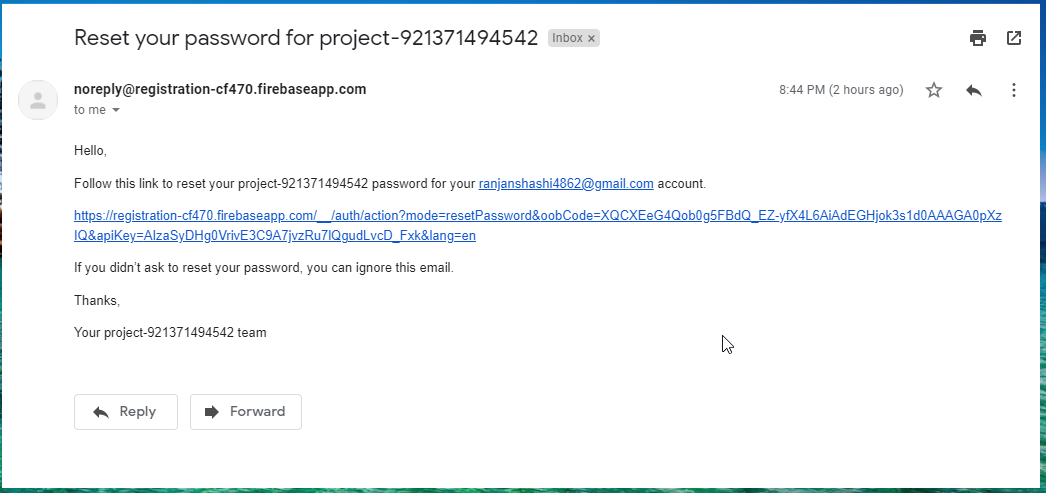 Reset your password for project-921371494542 Inbox ×
noreply@registration-cf470.firebaseapp.com 8:44 PM (2 hours ago)
to me
Hello,
Follow this link to reset your project-921371494542 password for your ranjanshashi4862@gmail.com account.
https://registration-cf470.firebaseapp.com/__/auth/action?mode=resetPassword&oobCode=XQCXEeG4Qob0g5FBdQ_EZ-yfX4L6AiAdEGHjok3s1d0AAAGA0pXz
IQ&apiKey=AIzaSyDHg0VrivE3C9A7jvzRu7IQgudLvcD_Fxk&lang=en
If you didn’t ask to reset your password, you can ignore this email.
Thanks,
Your project-921371494542 team
Reply Forward